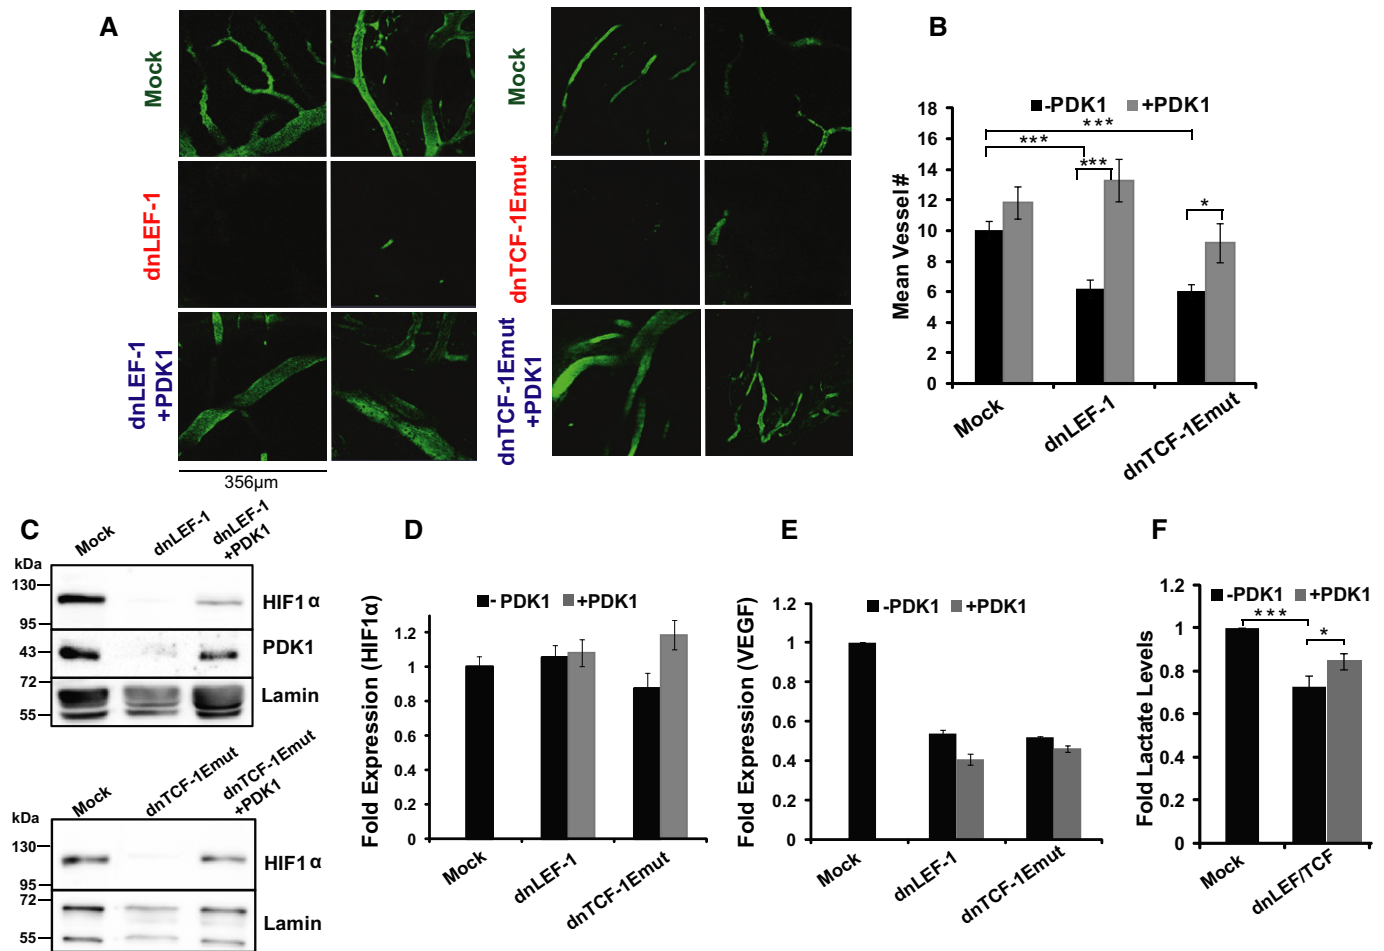 A
Mock
dnLEF-1
dnLEF-1
+PDK1
356µm
Mock
dnTCF-1Emut
dnTCF-1Emut
+PDK1
B
-PDK1 +PDK1
Mean Vessel #
18
16
14
12
10
8
6
4
2
0
***
***
***
*
Mock
dnLEF-1
dnTCF-1Emut
C
Mock
dnLEF-1
dnLEF-1
+PDK1
kDa
130
95
HIF1α
43
PDK1
72
55
Lamin
Mock
dnTCF-1Emut
dnTCF-1Emut
+PDK1
kDa
130
95
HIF1α
72
55
Lamin
D
- PDK1 +PDK1
Fold Expression (HIF1α)
1.2
1
0.8
0.6
0.4
0.2
0
Mock
dnLEF-1
dnTCF-1Emut
E
-PDK1 +PDK1
Fold Expression (VEGF)
1.2
1
0.8
0.6
0.4
0.2
0
Mock
dnLEF-1
dnTCF-1Emut
F
-PDK1 +PDK1
Fold Lactate Levels
1.2
1
0.8
0.6
0.4
0.2
0
***
*
Mock
dnLEF/TCF